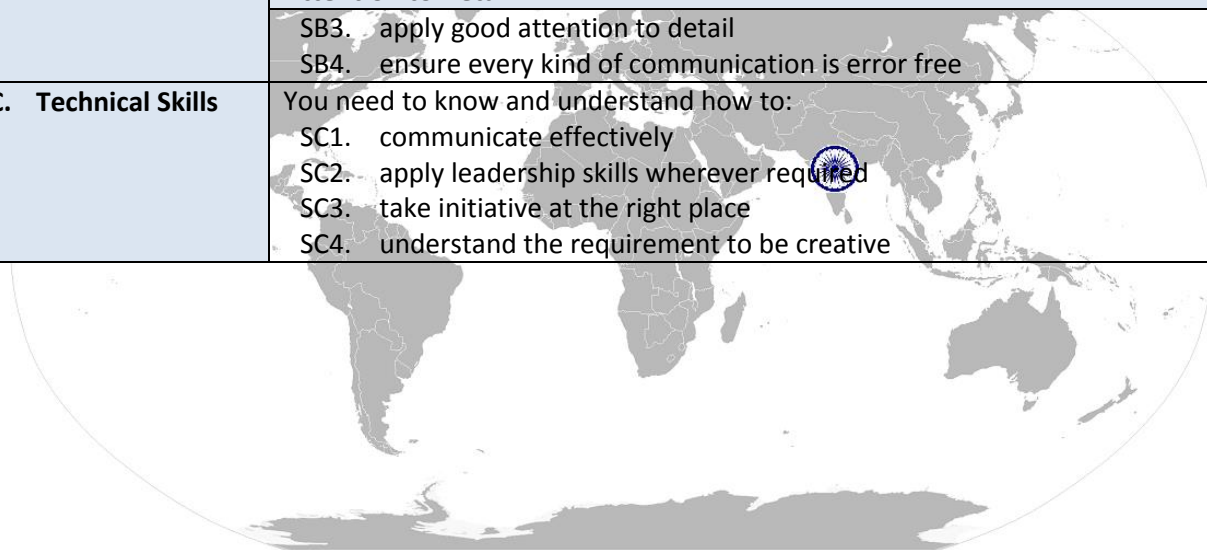 SB3. apply good attention to detail
SB4. ensure every kind of communication is error free
C. Technical Skills
You need to know and understand how to:
SC1. communicate effectively
SC2. apply leadership skills wherever required
SC3. take initiative at the right place
SC4. understand the requirement to be creative